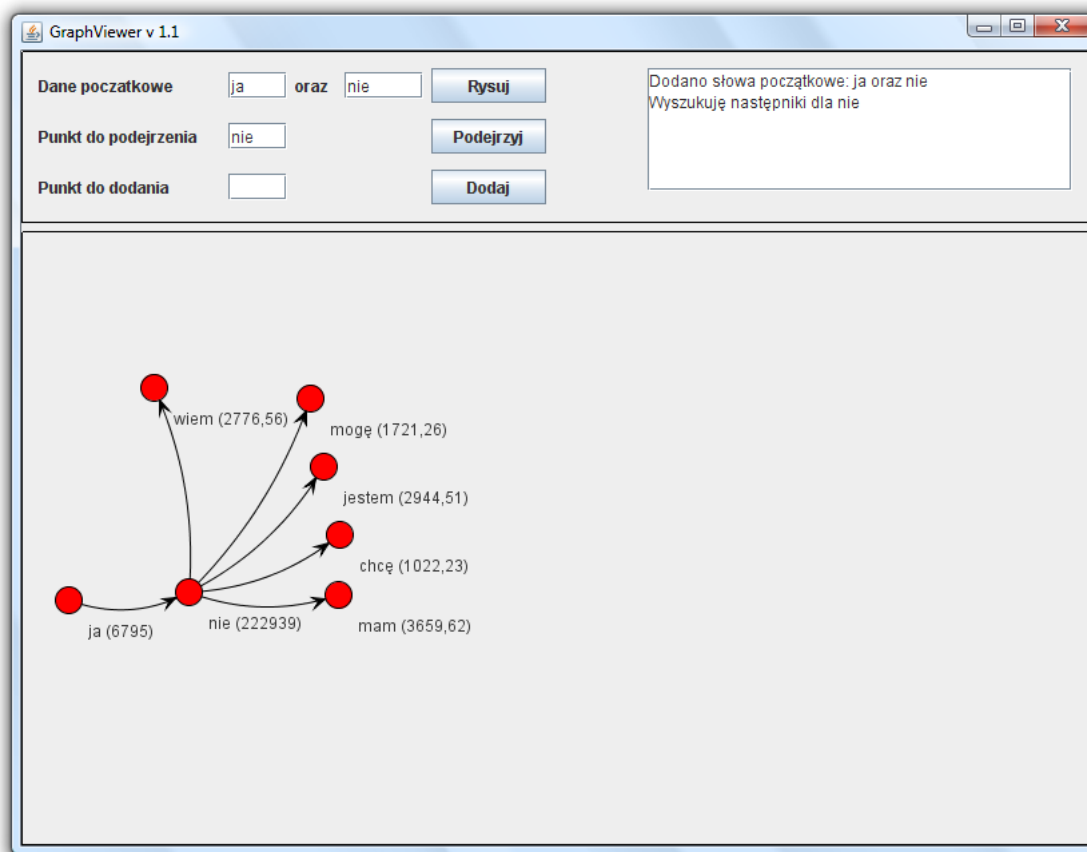 GraphViewer v 1.1
Dane poczatkowe ja oraz nie Rysuj
Punkt do podejrzenia nie Podejrzyj
Punkt do dodania Dodaj
Dodano słowa początkowe: ja oraz nie
Wyszukuję następniki dla nie
wiem (2776,56)
mogę (1721,26)
jestem (2944,51)
chcę (1022,23)
nie (222939)
mam (3659,62)
ja (6795)